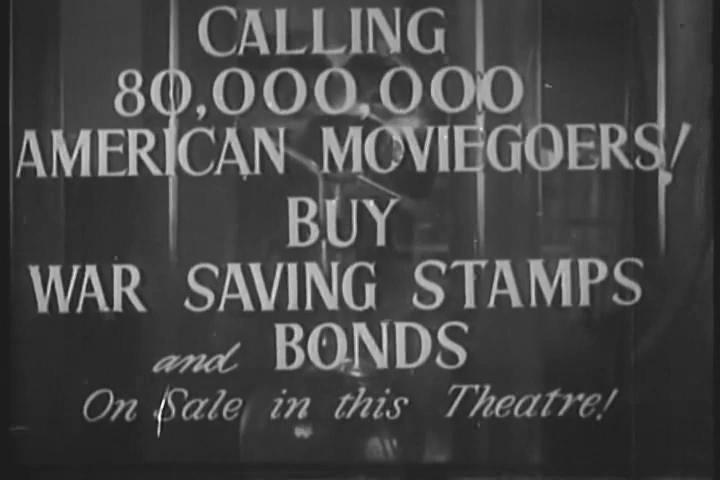 CALLING
80,000,000
AMERICAN MOVIEGOERS!
BUY
WAR SAVING STAMPS
and BONDS
On Sale in this Theatre!